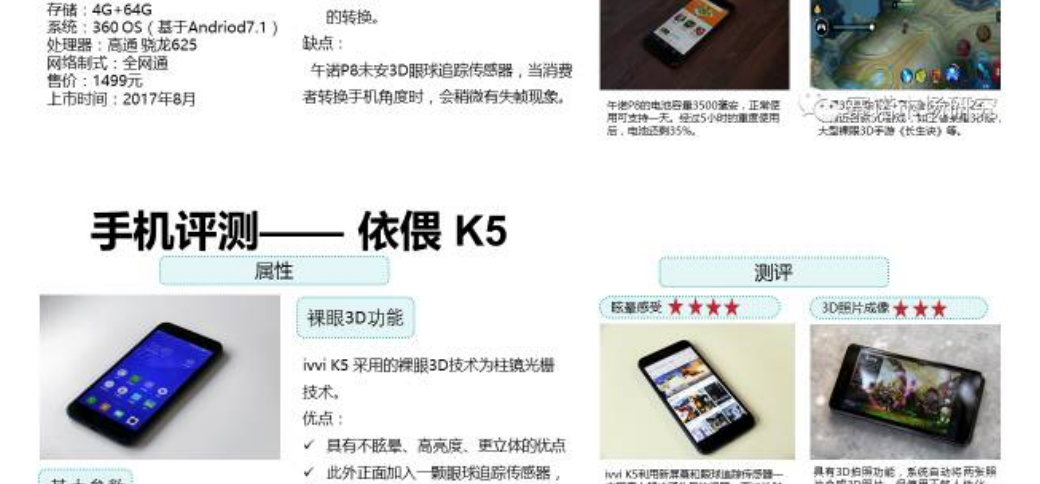 存储：4G+64G
系统：360 OS（基于Andriod7.1）
处理器：高通 骁龙625
网络制式：全网通
售价：1499元
上市时间：2017年8月
的转换。
缺点：
午诺P8未安3D眼球追踪传感器，当消费
者转换手机角度时，会稍微有失帧现象。
午诺P8的电池容量3500毫安，正常使
用可支持一天。经过5小时的重度使用
后，电池还剩35%。
大型裸眼3D手游《长生诀》等。
手机评测—— 依偎 K5
属性
裸眼3D功能
ivvi K5 采用的裸眼3D技术为柱镜光栅
技术。
优点：
✓ 具有不眩晕、高亮度、更立体的优点
✓ 此外正面加入一颗眼球追踪传感器，
基本参数
测评
眩晕感受 ★★★★
3D照片成像 ★★★
ivvi K5利用新屏幕和眼球追踪传感器一
具有3D拍照功能，系统自动将两张照